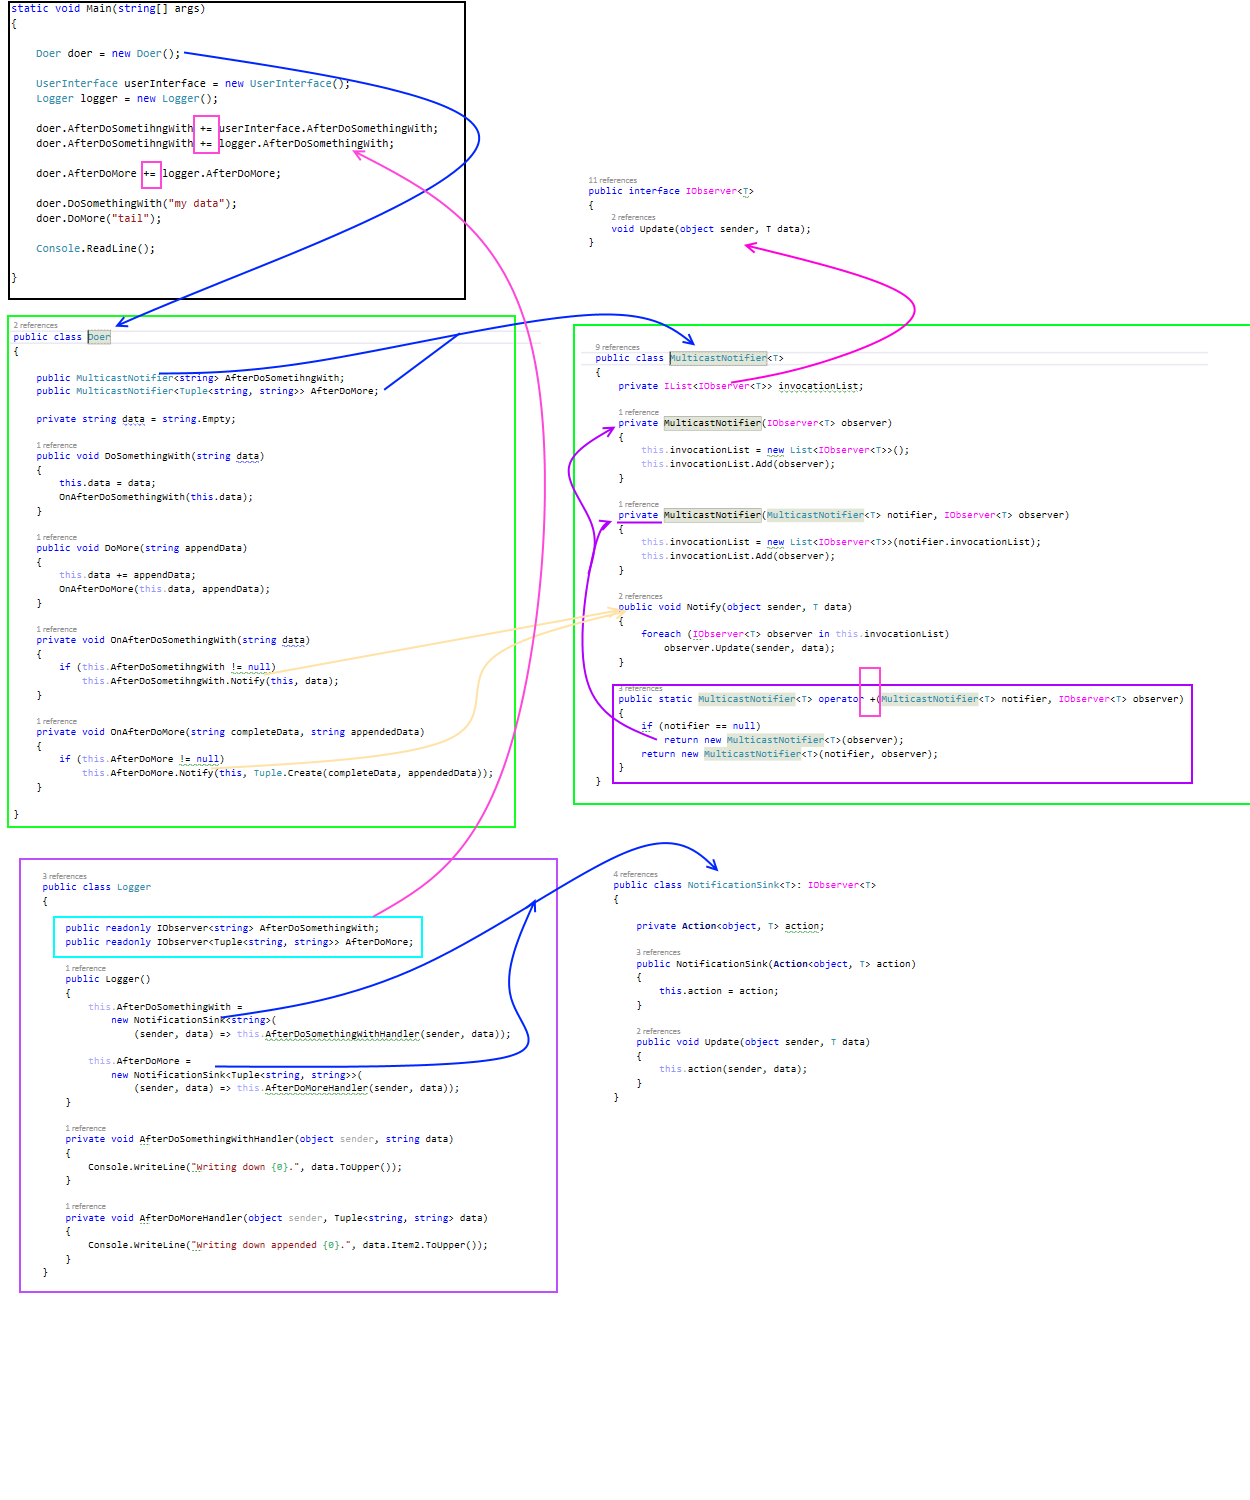 static void Main(string[] args)
{
Doer doer = new Doer();
UserInterface userInterface = new UserInterface();
Logger logger = new Logger();
doer.AfterDoSometihngWith += userInterface.AfterDoSomethingWith;
doer.AfterDoSometihngWith += logger.AfterDoSomethingWith;
doer.AfterDoMore += logger.AfterDoMore;
doer.DoSomethingWith("my data");
doer.DoMore("tail");
Console.ReadLine();
}
11 references
public interface IObserver<T>
{
2 references
void Update(object sender, T data);
}
2 references
public class Doer
{
public MulticastNotifier<string> AfterDoSometihngWith;
public MulticastNotifier<Tuple<string, string>> AfterDoMore;
private string data = string.Empty;
1 reference
public void DoSomethingWith(string data)
{
this.data = data;
OnAfterDoSomethingWith(this.data);
}
1 reference
public void DoMore(string appendData)
{
this.data += appendData;
OnAfterDoMore(this.data, appendData);
}
1 reference
private void OnAfterDoSomethingWith(string data)
{
if (this.AfterDoSometihngWith != null)
this.AfterDoSometihngWith.Notify(this, data);
}
1 reference
private void OnAfterDoMore(string completeData, string appendedData)
{
if (this.AfterDoMore != null)
this.AfterDoMore.Notify(this, Tuple.Create(completeData, appendedData));
}
}
9 references
public class MulticastNotifier<T>
{
private IList<IObserver<T>> invocationList;
1 reference
private MulticastNotifier(IObserver<T> observer)
{
this.invocationList = new List<IObserver<T>>();
this.invocationList.Add(observer);
}
1 reference
private MulticastNotifier(MulticastNotifier<T> notifier, IObserver<T> observer)
{
this.invocationList = new List<IObserver<T>>(notifier.invocationList);
this.invocationList.Add(observer);
}
2 references
public void Notify(object sender, T data)
{
foreach (IObserver<T> observer in this.invocationList)
observer.Update(sender, data);
}
3 references
public static MulticastNotifier<T> operator +(MulticastNotifier<T> notifier, IObserver<T> observer)
{
if (notifier == null)
return new MulticastNotifier<T>(observer);
return new MulticastNotifier<T>(notifier, observer);
}
}
3 references
public class Logger
{
public readonly IObserver<string> AfterDoSomethingWith;
public readonly IObserver<Tuple<string, string>> AfterDoMore;
1 reference
public Logger()
{
this.AfterDoSomethingWith =
new NotificationSink<string>(
(sender, data) => this.AfterDoSomethingWithHandler(sender, data));
this.AfterDoMore =
new NotificationSink<Tuple<string, string>>(
(sender, data) => this.AfterDoMoreHandler(sender, data));
}
1 reference
private void AfterDoSomethingWithHandler(object sender, string data)
{
Console.WriteLine("Writing down {0}.", data.ToUpper());
}
1 reference
private void AfterDoMoreHandler(object sender, Tuple<string, string> data)
{
Console.WriteLine("Writing down appended {0}.", data.Item2.ToUpper());
}
}
4 references
public class NotificationSink<T>: IObserver<T>
{
private Action<object, T> action;
3 references
public NotificationSink(Action<object, T> action)
{
this.action = action;
}
2 references
public void Update(object sender, T data)
{
this.action(sender, data);
}
}